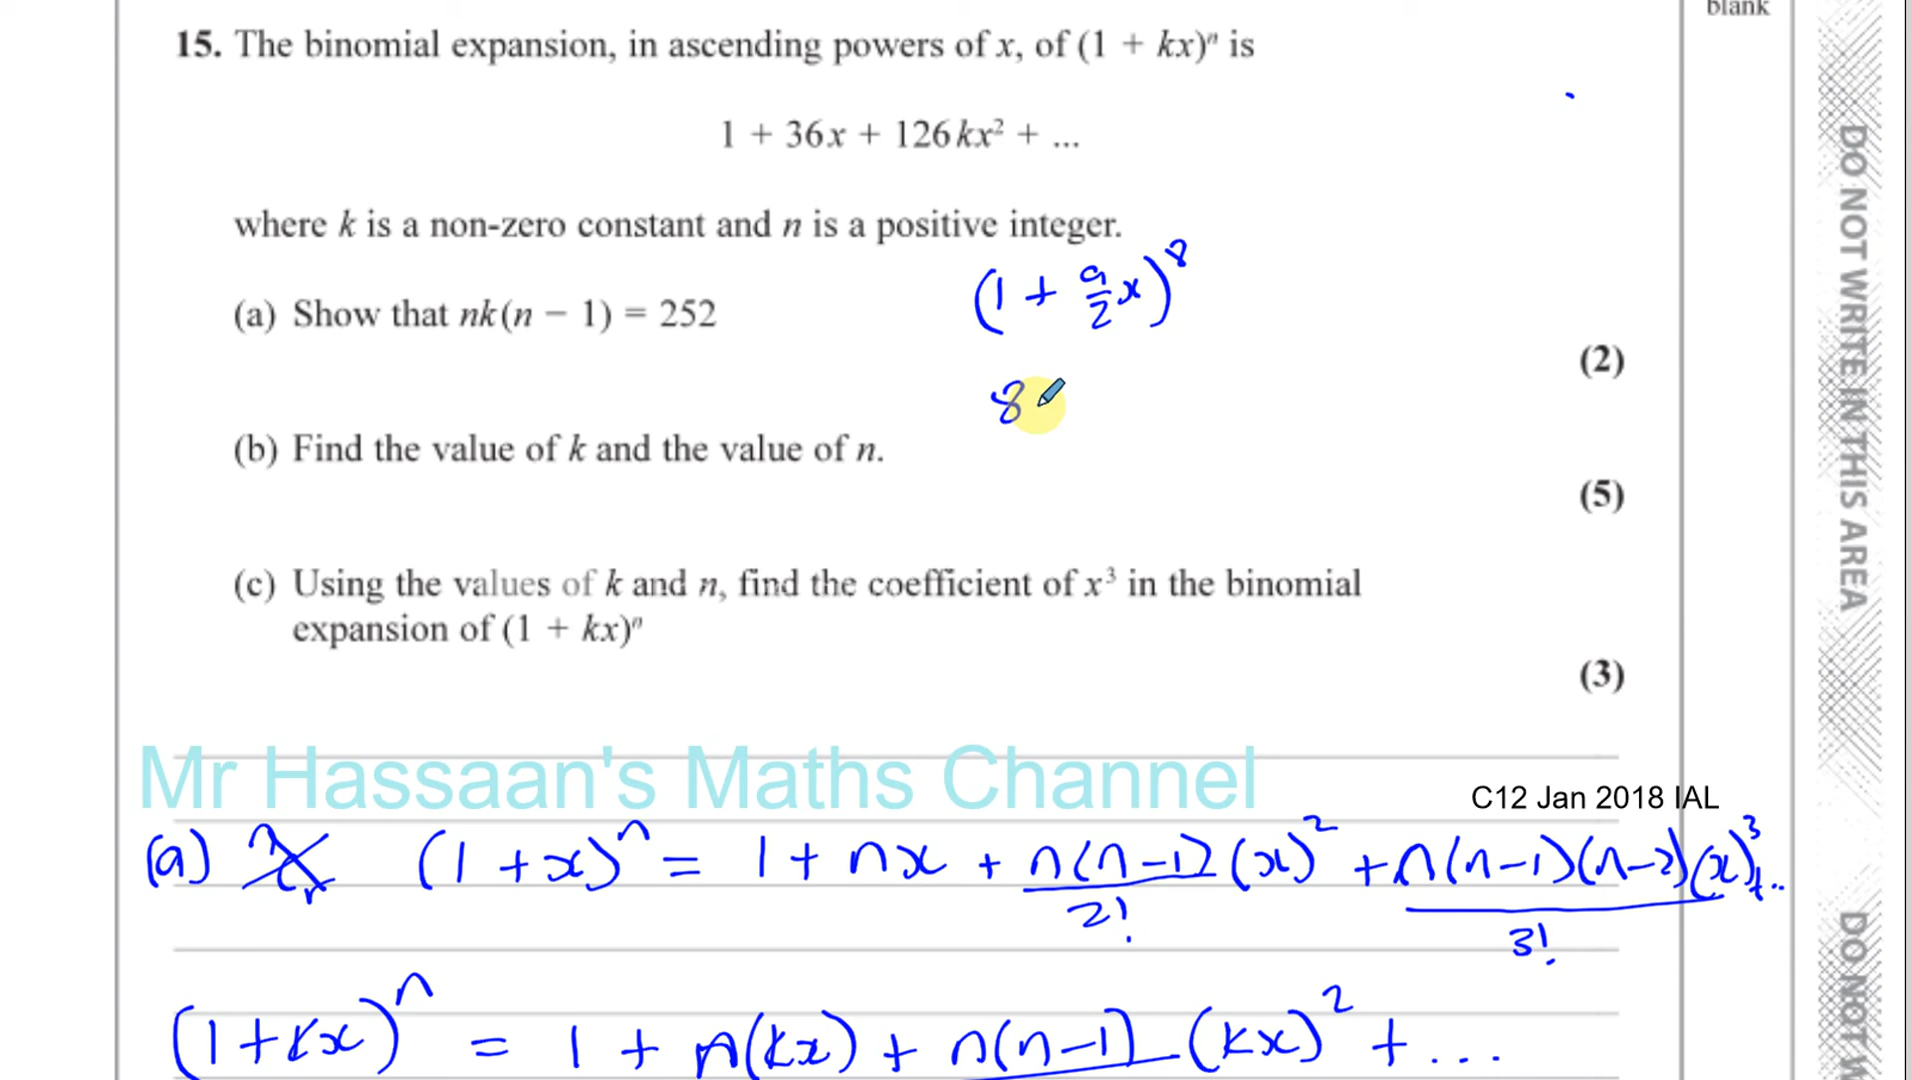 blank
15. The binomial expansion, in ascending powers of x, of (1 + kx)ⁿ is
1 + 36x + 126kx² + ...
where k is a non-zero constant and n is a positive integer.
(1 + 9/2 x)⁸
(a) Show that nk(n − 1) = 252
(2)
8
(b) Find the value of k and the value of n.
(5)
(c) Using the values of k and n, find the coefficient of x³ in the binomial
expansion of (1 + kx)ⁿ
(3)
Mr Hassaan's Maths Channel
C12 Jan 2018 IAL
(a) (1 + x)ⁿ = 1 + nx + n(n−1)/2! (x)² + n(n−1)(n−2)/3! (x)³ + ..
(1+kx)ⁿ = 1 + n(kx) + n(n−1) (kx)² + ...
DO NOT WRITE IN THIS AREA
DO NOT W